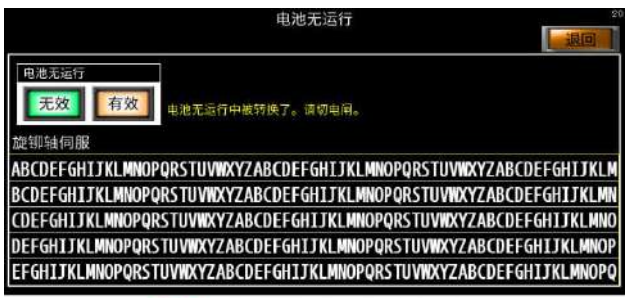 电池无运行
20
退回
电池无运行
无效 有效 电池无运行中被转换了。请切电闸。
旋铆轴伺服
ABCDEFGHIJKLMNOPQRSTUVWXYZABCDEFGHIJKLMNOPQRSTUVWXYZABCDEFGHIJKLM
BCDEFGHIJKLMNOPQRSTUVWXYZABCDEFGHIJKLMNOPQRSTUVWXYZABCDEFGHIJKLMN
CDEFGHIJKLMNOPQRSTUVWXYZABCDEFGHIJKLMNOPQRSTUVWXYZABCDEFGHIJKLMNO
DEFGHIJKLMNOPQRSTUVWXYZABCDEFGHIJKLMNOPQRSTUVWXYZABCDEFGHIJKLMNOP
EFGHIJKLMNOPQRSTUVWXYZABCDEFGHIJKLMNOPQRSTUVWXYZABCDEFGHIJKLMNOPQ